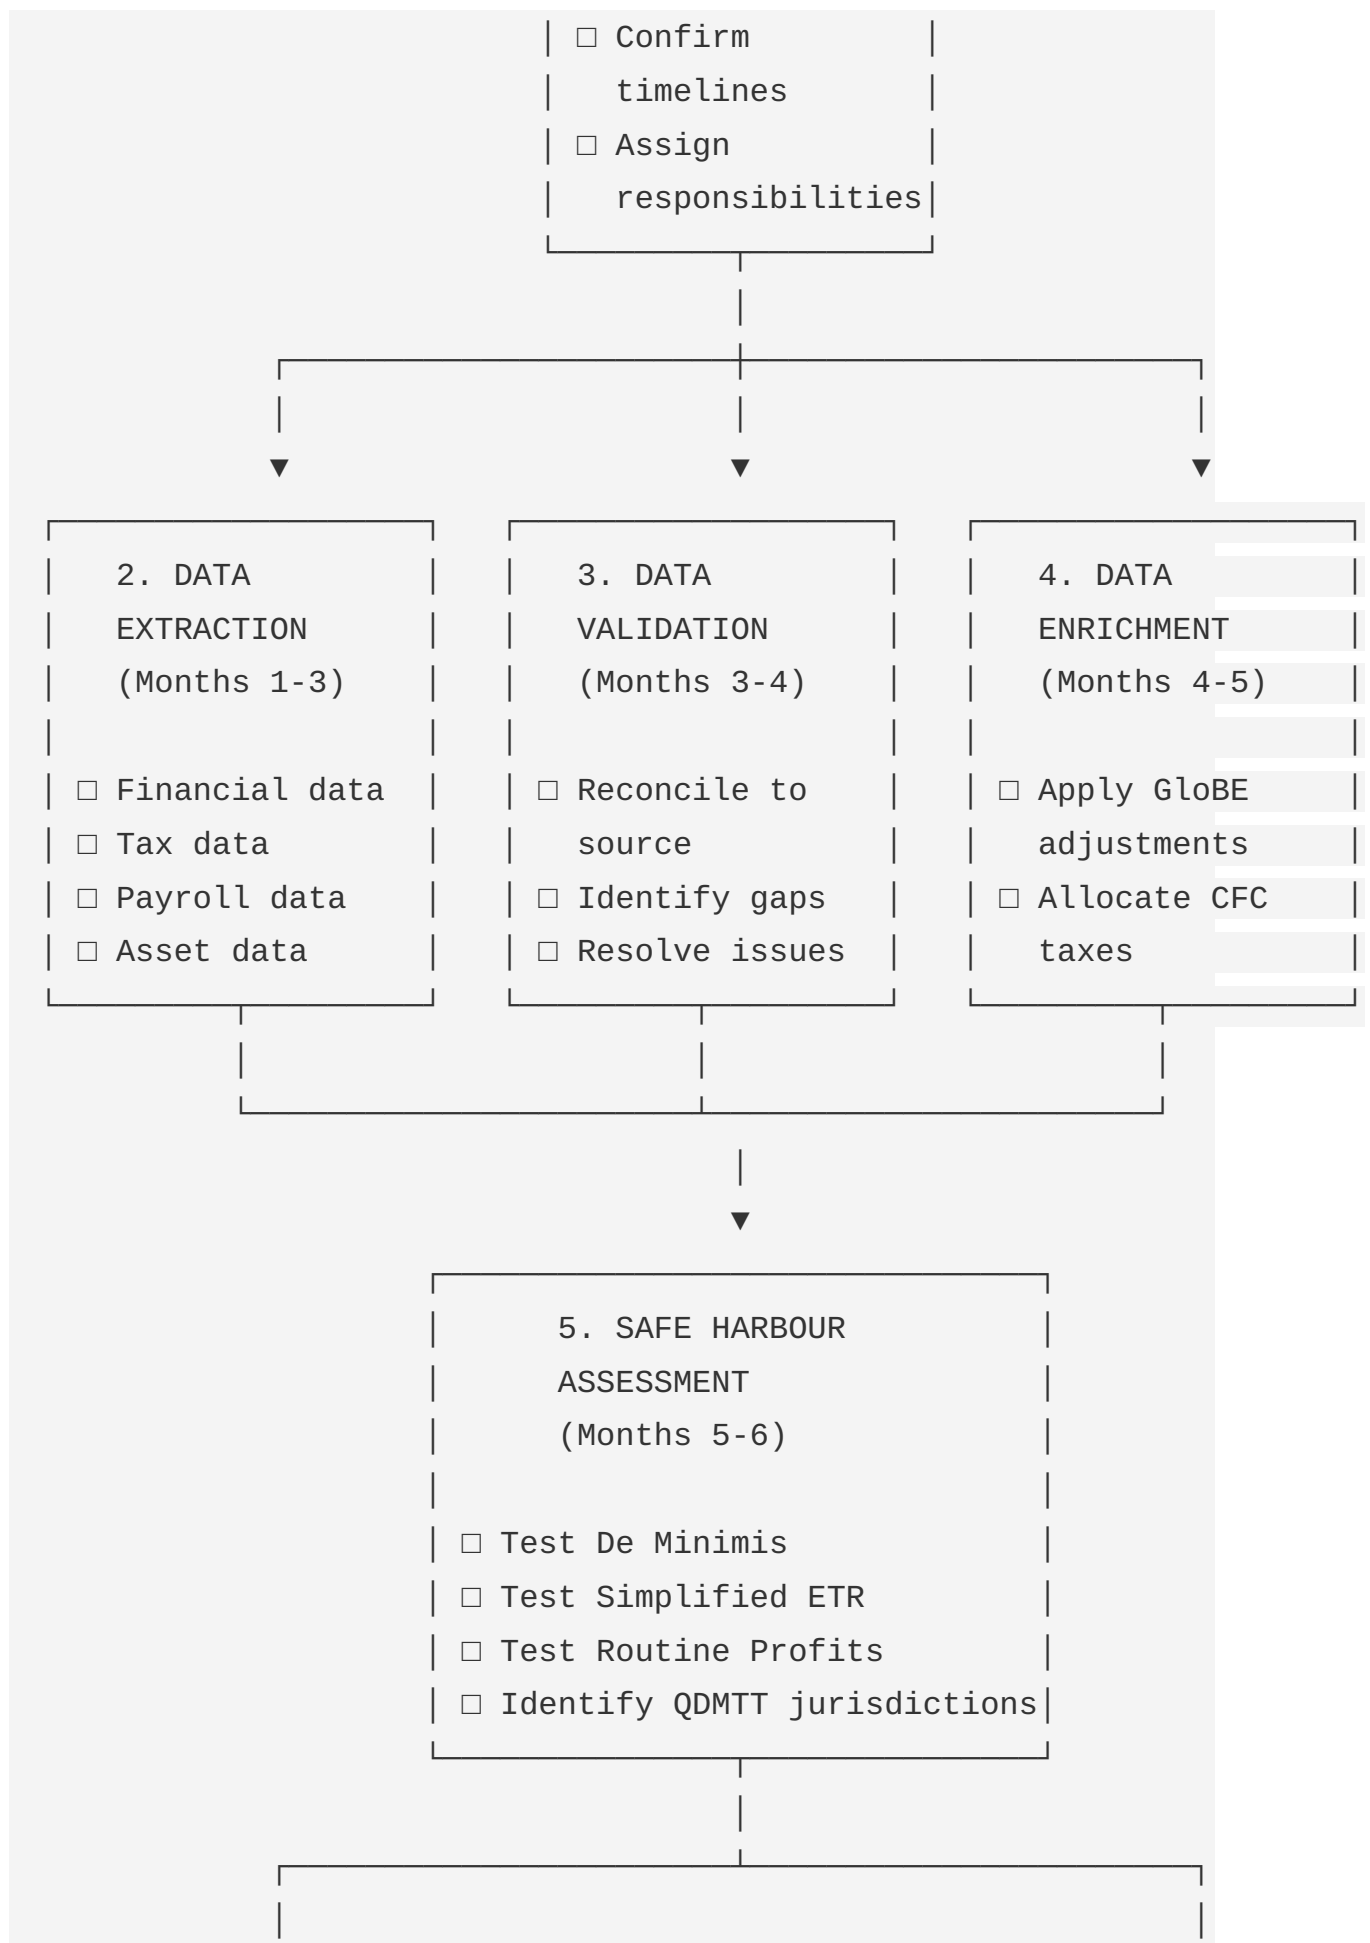 □ Confirm
timelines
□ Assign
responsibilities
2. DATA
EXTRACTION
(Months 1-3)
□ Financial data
□ Tax data
□ Payroll data
□ Asset data
3. DATA
VALIDATION
(Months 3-4)
□ Reconcile to
source
□ Identify gaps
□ Resolve issues
4. DATA
ENRICHMENT
(Months 4-5)
□ Apply GloBE
adjustments
□ Allocate CFC
taxes
5. SAFE HARBOUR
ASSESSMENT
(Months 5-6)
□ Test De Minimis
□ Test Simplified ETR
□ Test Routine Profits
□ Identify QDMTT jurisdictions